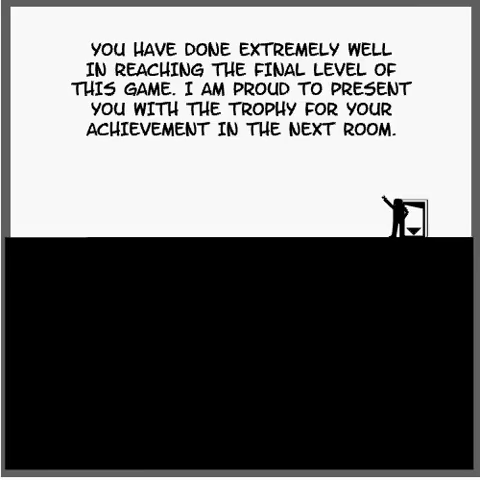 YOU HAVE DONE EXTREMELY WELL
IN REACHING THE FINAL LEVEL OF
THIS GAME. I AM PROUD TO PRESENT
YOU WITH THE TROPHY FOR YOUR
ACHIEVEMENT IN THE NEXT ROOM.